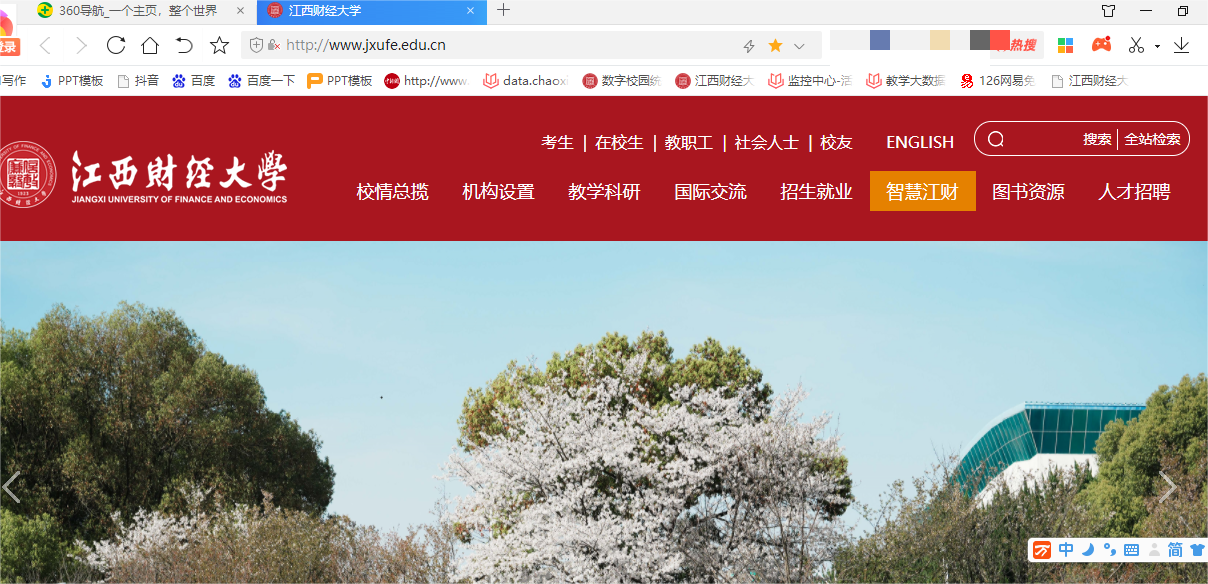 360导航_一个主页，整个世界
江西财经大学
登录
http://www.jxufe.edu.cn
热搜
写作 PPT模板 抖音 百度 百度一下 PPT模板 http://www. data.chaoxi 数字校园统 江西财经大 监控中心-活 教学大数据 126网易免 江西财经大
考生 | 在校生 | 教职工 | 社会人士 | 校友 ENGLISH 搜索 全站检索
江西财经大学
JIANGXI UNIVERSITY OF FINANCE AND ECONOMICS
校情总揽 机构设置 教学科研 国际交流 招生就业 智慧江财 图书资源 人才招聘
中 简